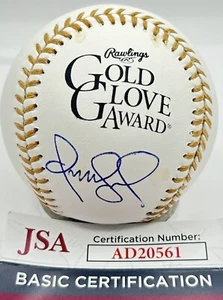 Rawlings
GOLD
GLOVE
AWARD®
JSA
Certification Number:
AD20561
BASIC CERTIFICATION